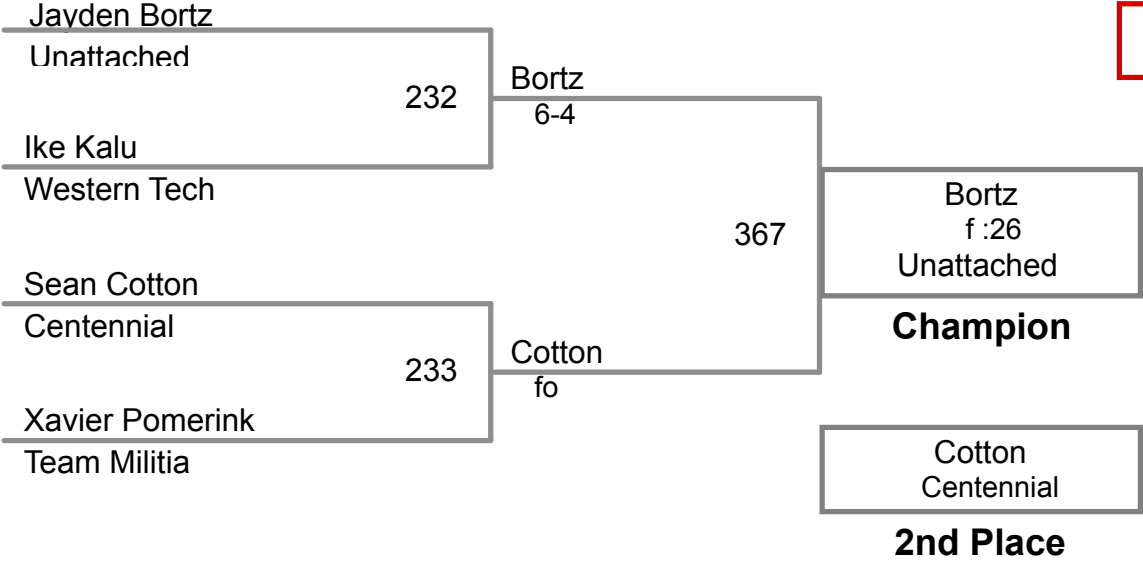 Jayden Bortz
Unattached
232
Bortz
6-4
Ike Kalu
Western Tech
367
Bortz
f :26
Unattached
Champion
Sean Cotton
Centennial
233
Cotton
fo
Xavier Pomerink
Team Militia
Cotton
Centennial
2nd Place